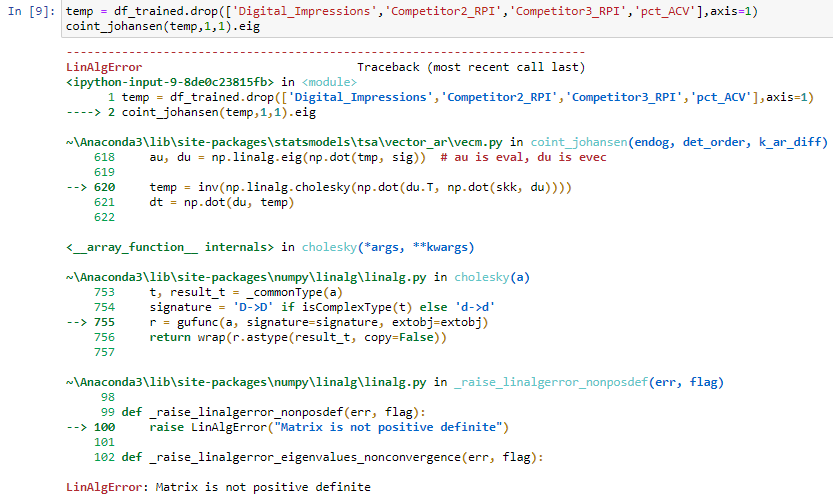 In [9]: temp = df_trained.drop(['Digital_Impressions','Competitor2_RPI','Competitor3_RPI','pct_ACV'],axis=1)
coint_johansen(temp,1,1).eig
---------------------------------------------------------------------------
LinAlgError                               Traceback (most recent call last)
<ipython-input-9-8de0c23815fb> in <module>
      1 temp = df_trained.drop(['Digital_Impressions','Competitor2_RPI','Competitor3_RPI','pct_ACV'],axis=1)
----> 2 coint_johansen(temp,1,1).eig
~\Anaconda3\lib\site-packages\statsmodels\tsa\vector_ar\vecm.py in coint_johansen(endog, det_order, k_ar_diff)
    618     au, du = np.linalg.eig(np.dot(tmp, sig))  # au is eval, du is evec
    619
--> 620     temp = inv(np.linalg.cholesky(np.dot(du.T, np.dot(skk, du))))
    621     dt = np.dot(du, temp)
    622
<__array_function__ internals> in cholesky(*args, **kwargs)
~\Anaconda3\lib\site-packages\numpy\linalg\linalg.py in cholesky(a)
    753     t, result_t = _commonType(a)
    754     signature = 'D->D' if isComplexType(t) else 'd->d'
--> 755     r = gufunc(a, signature=signature, extobj=extobj)
    756     return wrap(r.astype(result_t, copy=False))
    757
~\Anaconda3\lib\site-packages\numpy\linalg\linalg.py in _raise_linalgerror_nonposdef(err, flag)
     98
     99 def _raise_linalgerror_nonposdef(err, flag):
--> 100     raise LinAlgError("Matrix is not positive definite")
    101
    102 def _raise_linalgerror_eigenvalues_nonconvergence(err, flag):
LinAlgError: Matrix is not positive definite